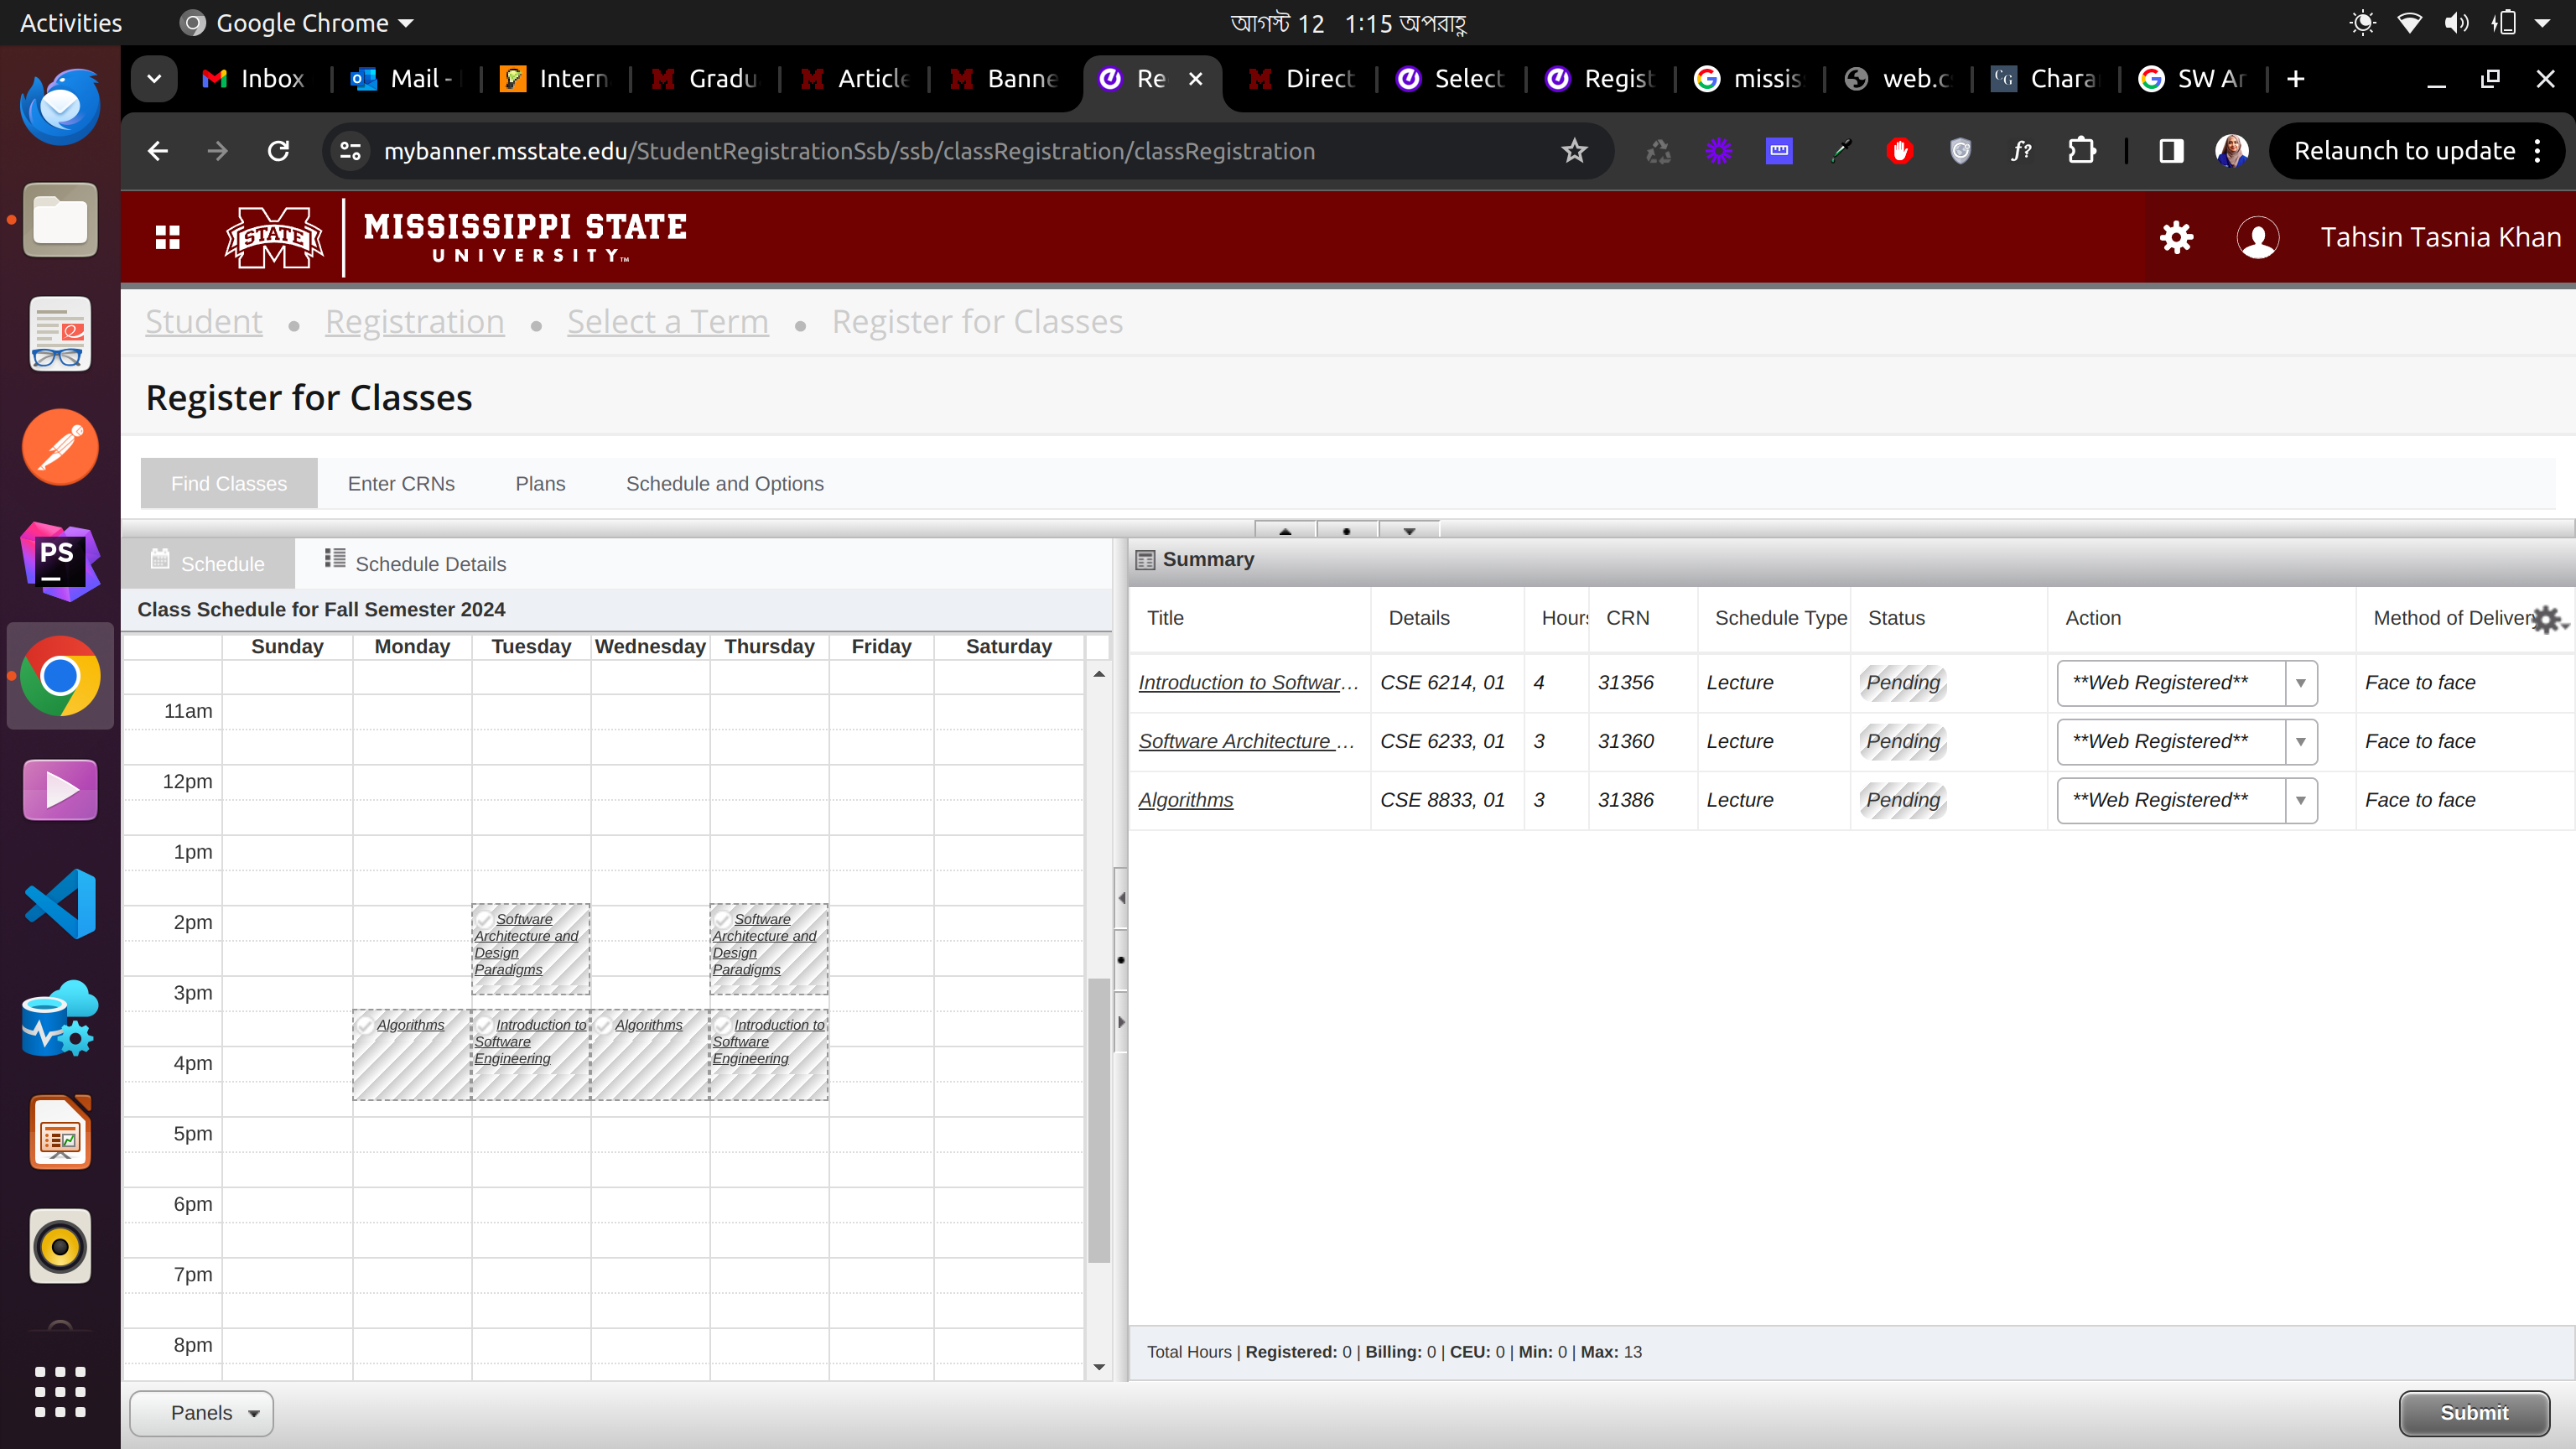 Activities
Google Chrome
আগস্ট 12 1:15 অপরাহ্ণ
Inbox
Mail -
Intern
Gradu
Article
Banne
Re
Direct
Select
Regist
missis
web.c
Chara
SW Ar
mybanner.msstate.edu/StudentRegistrationSsb/ssb/classRegistration/classRegistration
f?
Relaunch to update
STATE
MISSISSIPPI STATE
UNIVERSITY™
Tahsin Tasnia Khan
Student • Registration • Select a Term • Register for Classes
Register for Classes
Find Classes
Enter CRNs
Plans
Schedule and Options
PS
Schedule
Schedule Details
Class Schedule for Fall Semester 2024
Sunday Monday Tuesday Wednesday Thursday Friday Saturday
11am
12pm
1pm
2pm
3pm
4pm
5pm
6pm
7pm
8pm
Software
Architecture and
Design
Paradigms
Software
Architecture and
Design
Paradigms
Algorithms
Introduction to
Software
Engineering
Algorithms
Introduction to
Software
Engineering
Summary
Title Details Hours CRN Schedule Type Status Action Method of Deliver
Introduction to Softwar... CSE 6214, 01 4 31356 Lecture Pending **Web Registered** Face to face
Software Architecture ... CSE 6233, 01 3 31360 Lecture Pending **Web Registered** Face to face
Algorithms CSE 8833, 01 3 31386 Lecture Pending **Web Registered** Face to face
Total Hours | Registered: 0 | Billing: 0 | CEU: 0 | Min: 0 | Max: 13
Panels
Submit